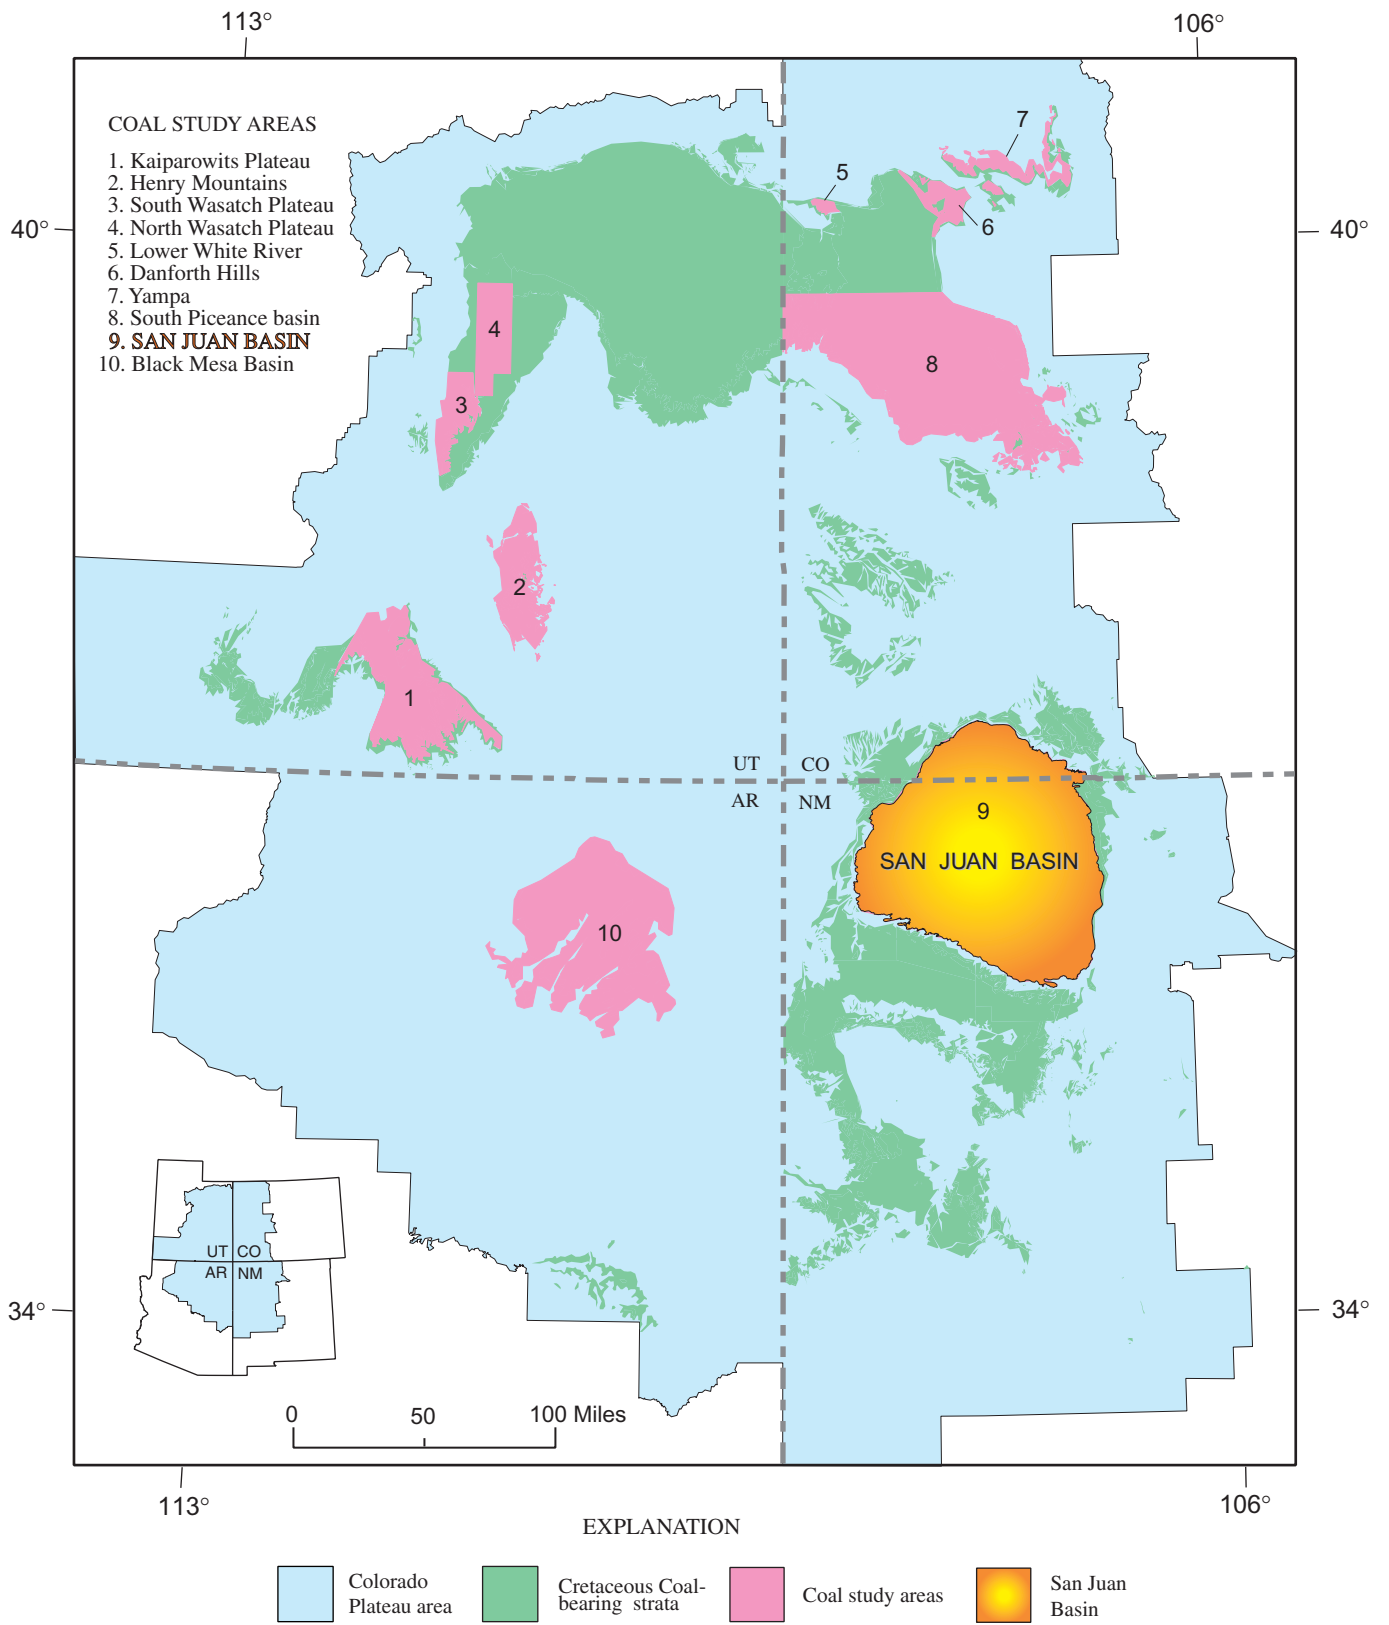 113°
106°
COAL STUDY AREAS
1. Kaiparowits Plateau
2. Henry Mountains
3. South Wasatch Plateau
4. North Wasatch Plateau
5. Lower White River
6. Danforth Hills
7. Yampa
8. South Piceance basin
9. SAN JUAN BASIN
10. Black Mesa Basin
7
5
6
40°
40°
4
8
3
2
1
UT
CO
AR
NM
9
SAN JUAN BASIN
10
UT
CO
AR
NM
34°
34°
0
50
100 Miles
113°
106°
EXPLANATION
Colorado
Plateau area
Cretaceous Coal-
bearing strata
Coal study areas
San Juan
Basin